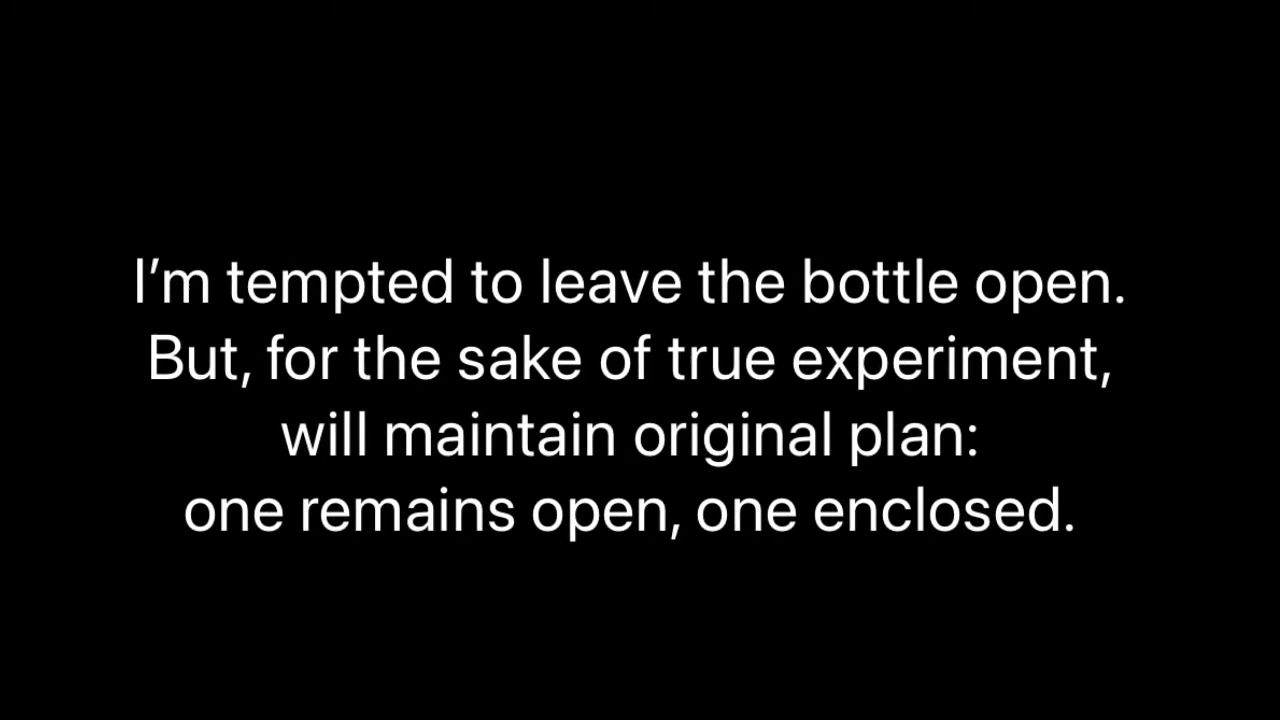 I’m tempted to leave the bottle open.
But, for the sake of true experiment,
will maintain original plan:
one remains open, one enclosed.